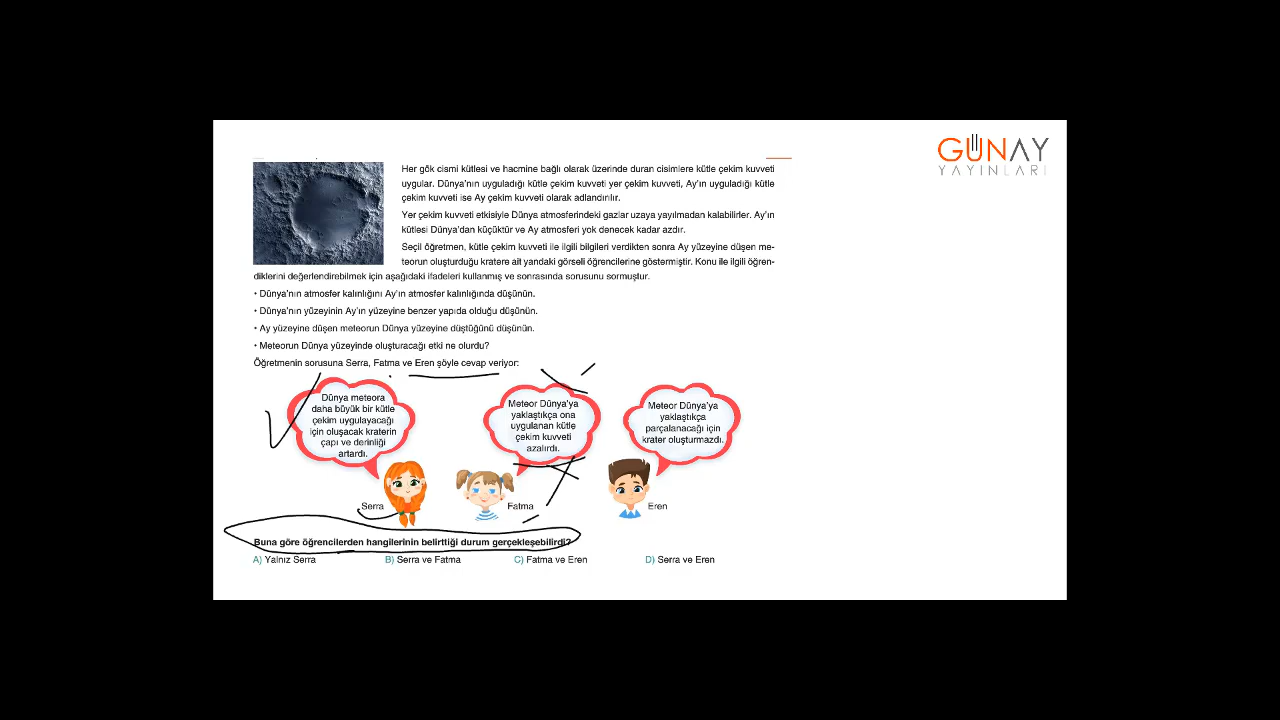 GÜNAY
YAYINLARI
Her gök cismi kütlesi ve hacmine bağlı olarak üzerinde duran cisimlere kütle çekim kuvveti
uygular. Dünya'nın uyguladığı kütle çekim kuvveti yer çekim kuvveti, Ay'ın uyguladığı kütle
çekim kuvveti ise Ay çekim kuvveti olarak adlandırılır.
Yer çekim kuvveti etkisiyle Dünya atmosferindeki gazlar uzaya yayılmadan kalabilirler. Ay'ın
kütlesi Dünya'dan küçüktür ve Ay atmosferi yok denecek kadar azdır.
Seçil öğretmen, kütle çekim kuvveti ile ilgili bilgileri verdikten sonra Ay yüzeyine düşen me-
teorun oluşturduğu kratere ait yandaki görseli öğrencilerine göstermiştir. Konu ile ilgili öğren-
diklerini değerlendirebilmek için aşağıdaki ifadeleri kullanmış ve sonrasında sorusunu sormuştur.
• Dünya'nın atmosfer kalınlığını Ay'ın atmosfer kalınlığında düşünün.
• Dünya'nın yüzeyinin Ay'ın yüzeyine benzer yapıda olduğu düşünün.
• Ay yüzeyine düşen meteorun Dünya yüzeyine düştüğünü düşünün.
• Meteorun Dünya yüzeyinde oluşturacağı etki ne olurdu?
Öğretmenin sorusuna Serra, Fatma ve Eren şöyle cevap veriyor:
Dünya meteora
daha büyük bir kütle
çekim uygulayacağı
için oluşacak kraterin
çapı ve derinliği
artardı.
Serra
Meteor Dünya'ya
yaklaştıkça ona
uygulanan kütle
çekim kuvveti
azalırdı.
Fatma
Meteor Dünya'ya
yaklaştıkça
parçalanacağı için
krater oluşturmazdı.
Eren
Buna göre öğrencilerden hangilerinin belirttiği durum gerçekleşebilirdi?
A) Yalnız Serra
B) Serra ve Fatma
C) Fatma ve Eren
D) Serra ve Eren